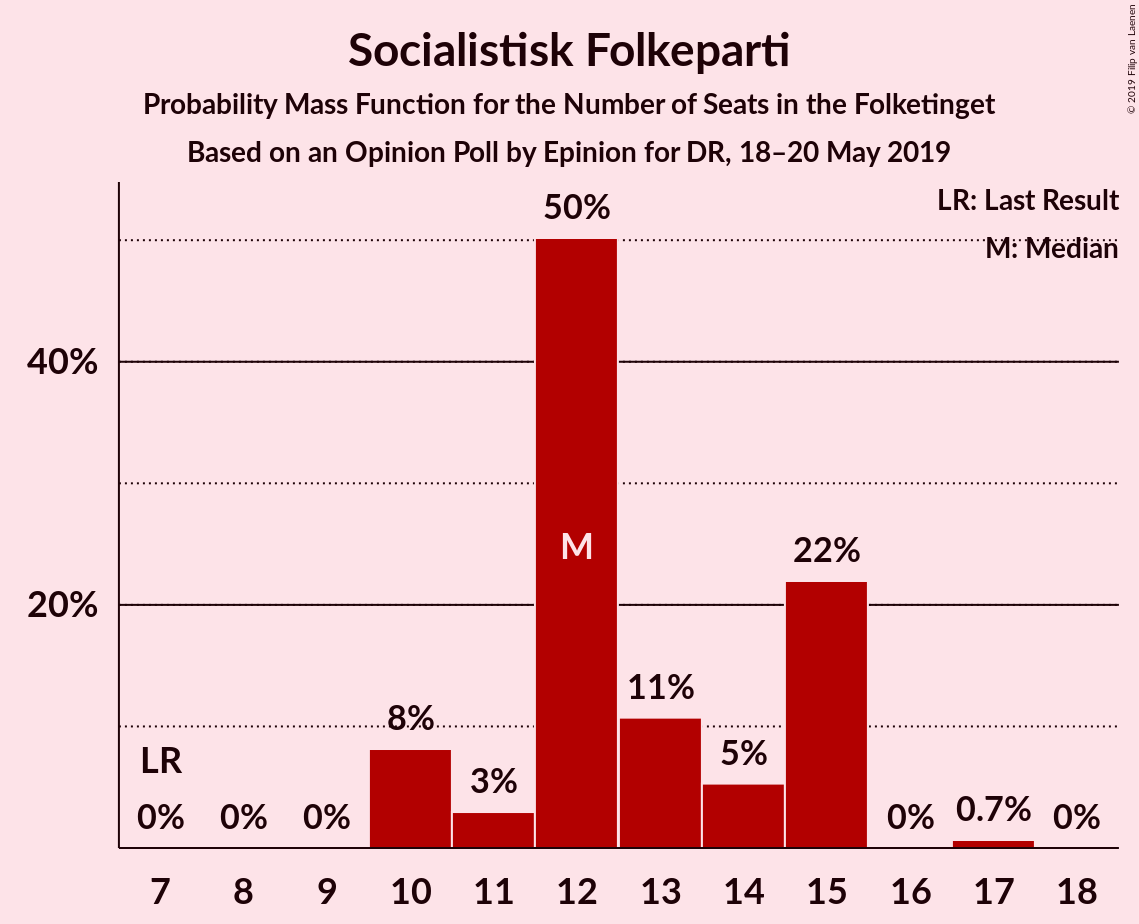 Socialistisk Folkeparti
Probability Mass Function for the Number of Seats in the Folketinget
Based on an Opinion Poll by Epinion for DR, 18–20 May 2019
© 2019 Filip van Laenen
LR: Last Result
M: Median
50%
40%
M
22%
20%
11%
8%
5%
LR
3%
0% 0% 0% 0% 0.7% 0%
7 8 9 10 11 12 13 14 15 16 17 18